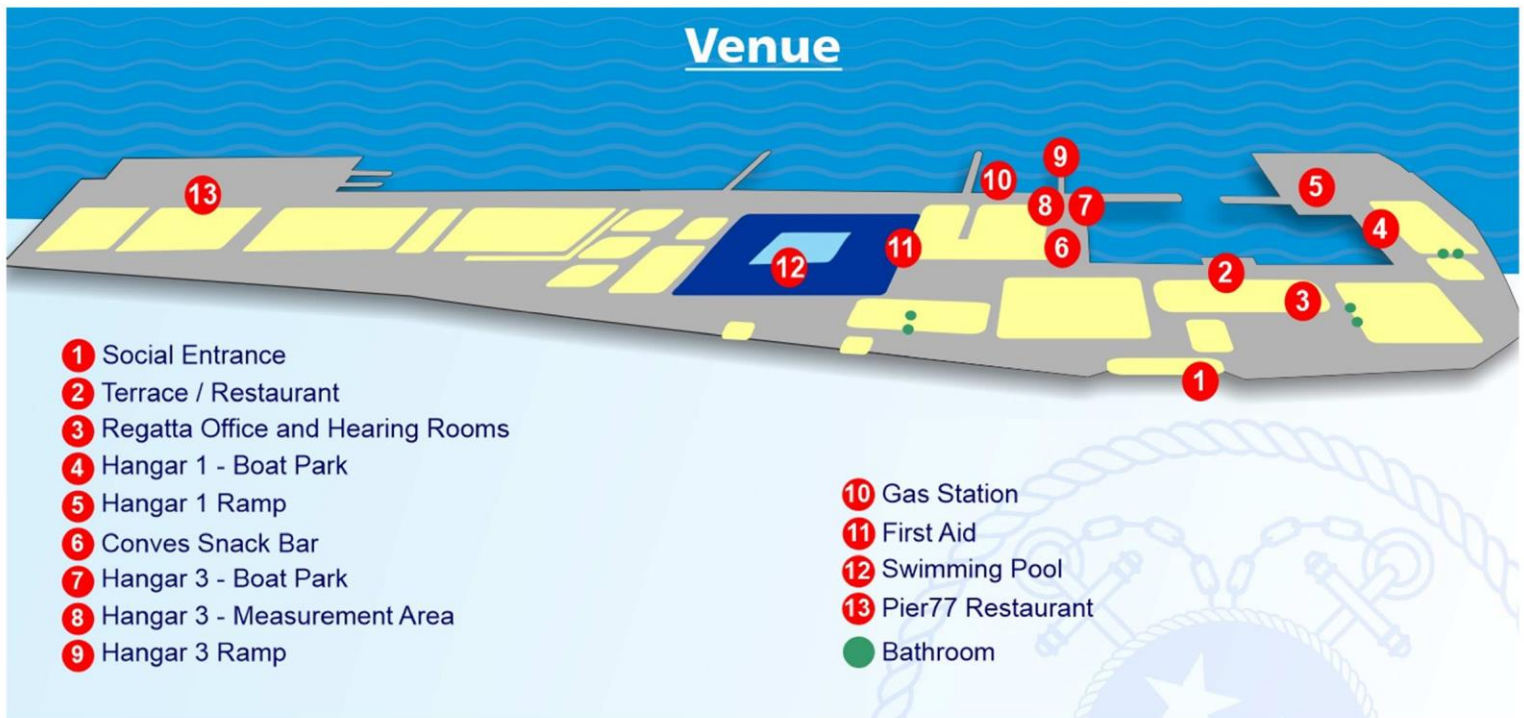 Venue
9
13
10
5
8
7
4
11
6
12
2
3
1
1 Social Entrance
2 Terrace / Restaurant
3 Regatta Office and Hearing Rooms
4 Hangar 1 - Boat Park
5 Hangar 1 Ramp
6 Conves Snack Bar
7 Hangar 3 - Boat Park
8 Hangar 3 - Measurement Area
9 Hangar 3 Ramp
10 Gas Station
11 First Aid
12 Swimming Pool
13 Pier77 Restaurant
Bathroom